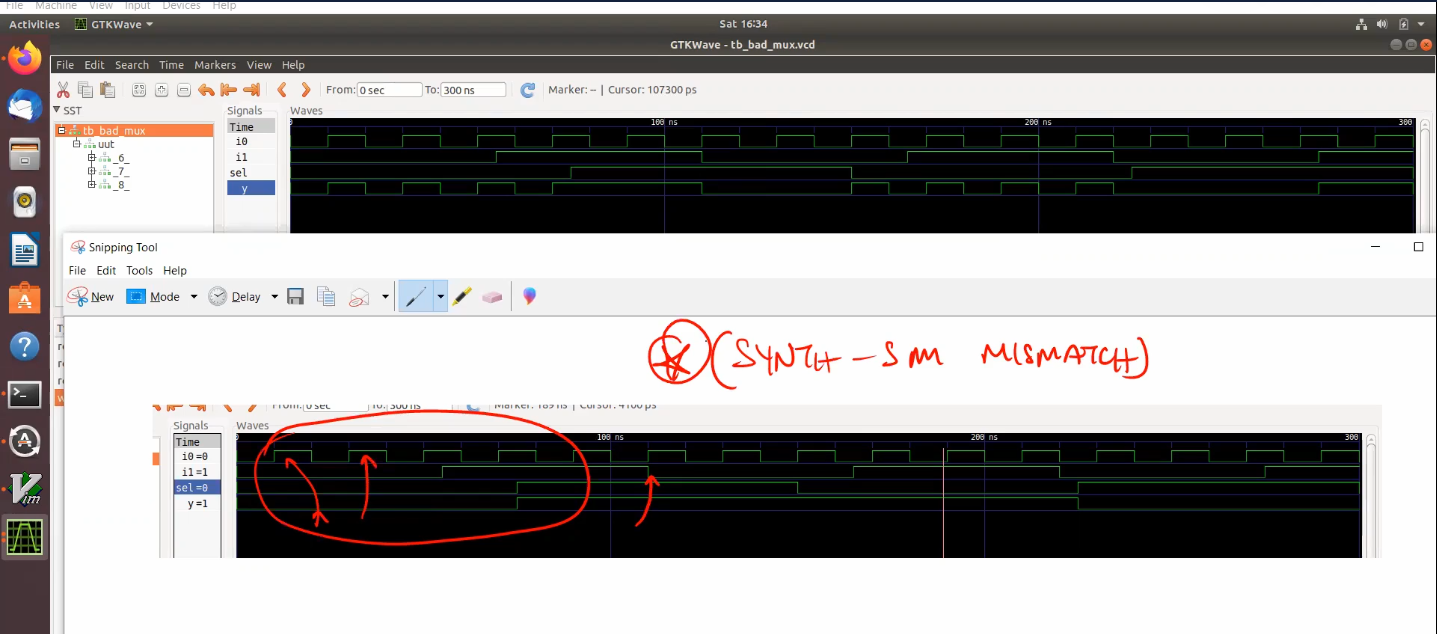 File Machine View Input Devices Help
Activities GTKWave Sat 16:34
GTKWave - tb_bad_mux.vcd
File Edit Search Time Markers View Help
From: 0 sec To: 300 ns Marker: -- | Cursor: 107300 ps
SST
tb_bad_mux
uut
_6_
_7_
_8_
Signals
Time
i0
i1
sel
y
Waves
0 100 ns 200 ns 300
Snipping Tool
File Edit Tools Help
New Mode Delay
(SYNTH - SIM MISMATCH)
From: 0 sec To: 300 ns Marker: 189 ns | Cursor: 4100 ps
Signals
Time
i0=0
i1=1
sel=0
y=1
Waves
0 100 ns 200 ns 300